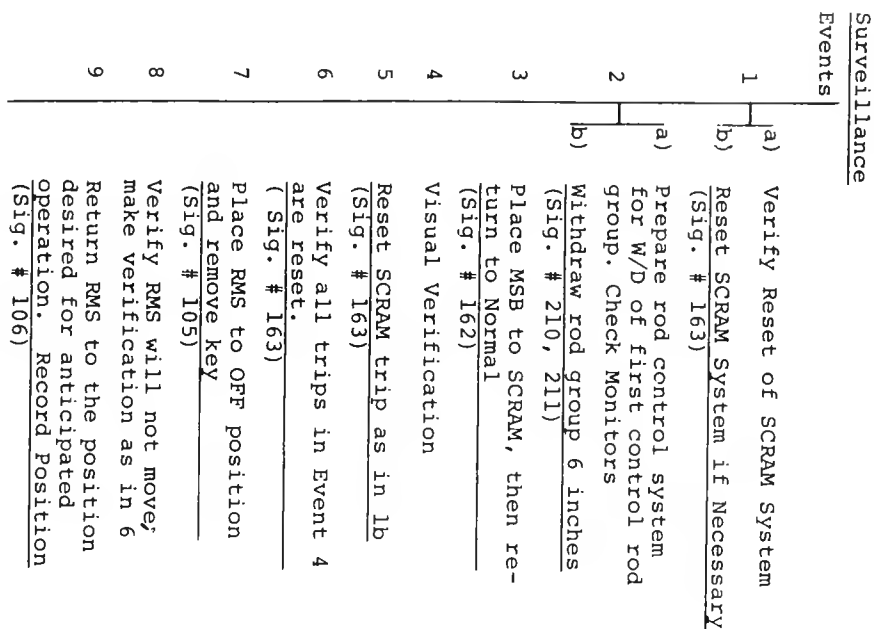 Surveillance
Events
1 a) Verify Reset of SCRAM System
b) Reset SCRAM System if Necessary
(Sig. # 163)
2 a) Prepare rod control system
for W/D of first control rod
group. Check Monitors
b) Withdraw rod group 6 inches
(Sig. # 210, 211)
3 Place MSB to SCRAM, then re-
turn to Normal
(Sig. # 162)
4 Visual Verification
5 Reset SCRAM trip as in 1b
(Sig. # 163)
6 Verify all trips in Event 4
are reset.
( Sig. # 163)
7 Place RMS to OFF position
and remove key
(Sig. # 105)
8 Verify RMS will not move;
make verification as in 6
9 Return RMS to the position
desired for anticipated
operation. Record Position
(Sig. # 106)